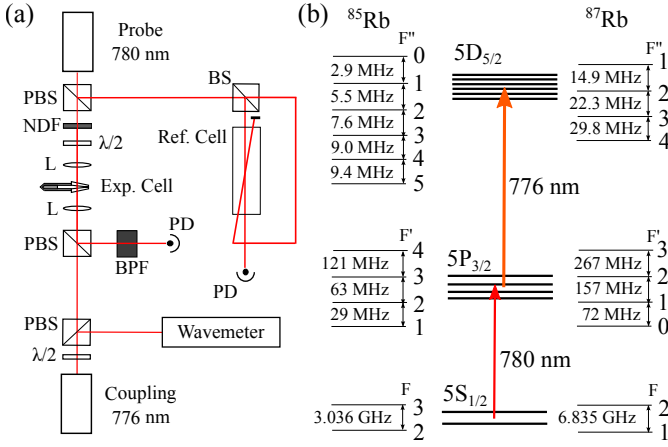 (a)
Probe
780 nm
PBS
BS
NDF
λ/2
L
Ref. Cell
Exp. Cell
L
PD
PBS
BPF
PD
PBS
Wavemeter
λ/2
Coupling
776 nm
(b)
⁸⁵Rb
F"
0
2.9 MHz
1
5.5 MHz
2
7.6 MHz
3
9.0 MHz
4
9.4 MHz
5
F'
4
121 MHz
3
63 MHz
2
29 MHz
1
F
3
3.036 GHz
2
5D₅/₂
776 nm
5P₃/₂
780 nm
5S₁/₂
⁸⁷Rb
F"
1
14.9 MHz
2
22.3 MHz
3
29.8 MHz
4
F'
3
267 MHz
2
157 MHz
1
72 MHz
0
F
2
6.835 GHz
1